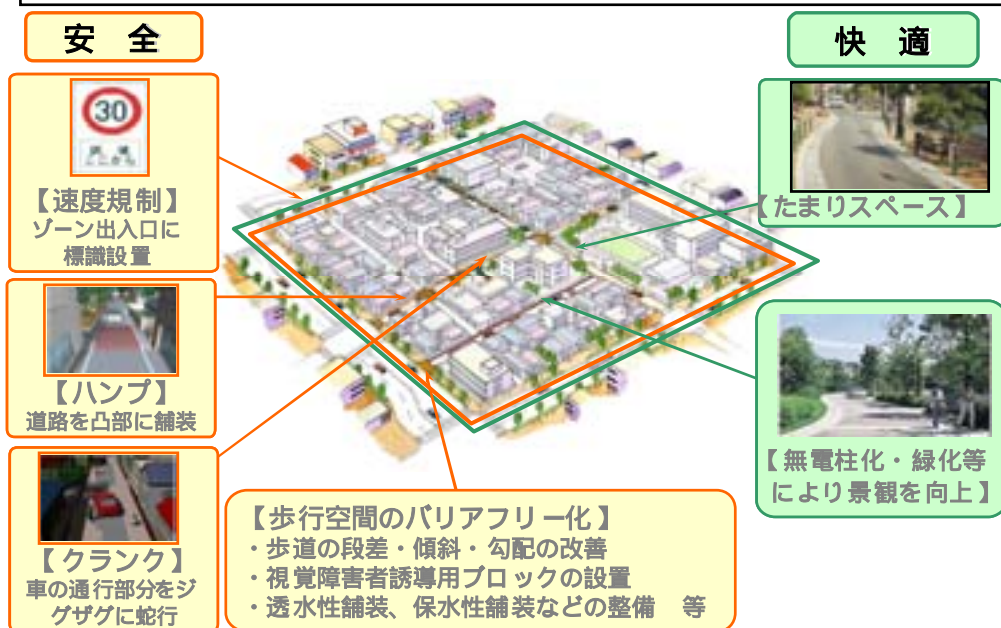 安 全
快 適
30
【速度規制】
ゾーン出入口に
標識設置
【たまりスペース】
【ハンプ】
道路を凸部に舗装
【クランク】
車の通行部分をジ
グザグに蛇行
【歩行空間のバリアフリー化】
・歩道の段差・傾斜・勾配の改善
・視覚障害者誘導用ブロックの設置
・透水性舗装、保水性舗装などの整備 等
【無電柱化・緑化等
により景観を向上】